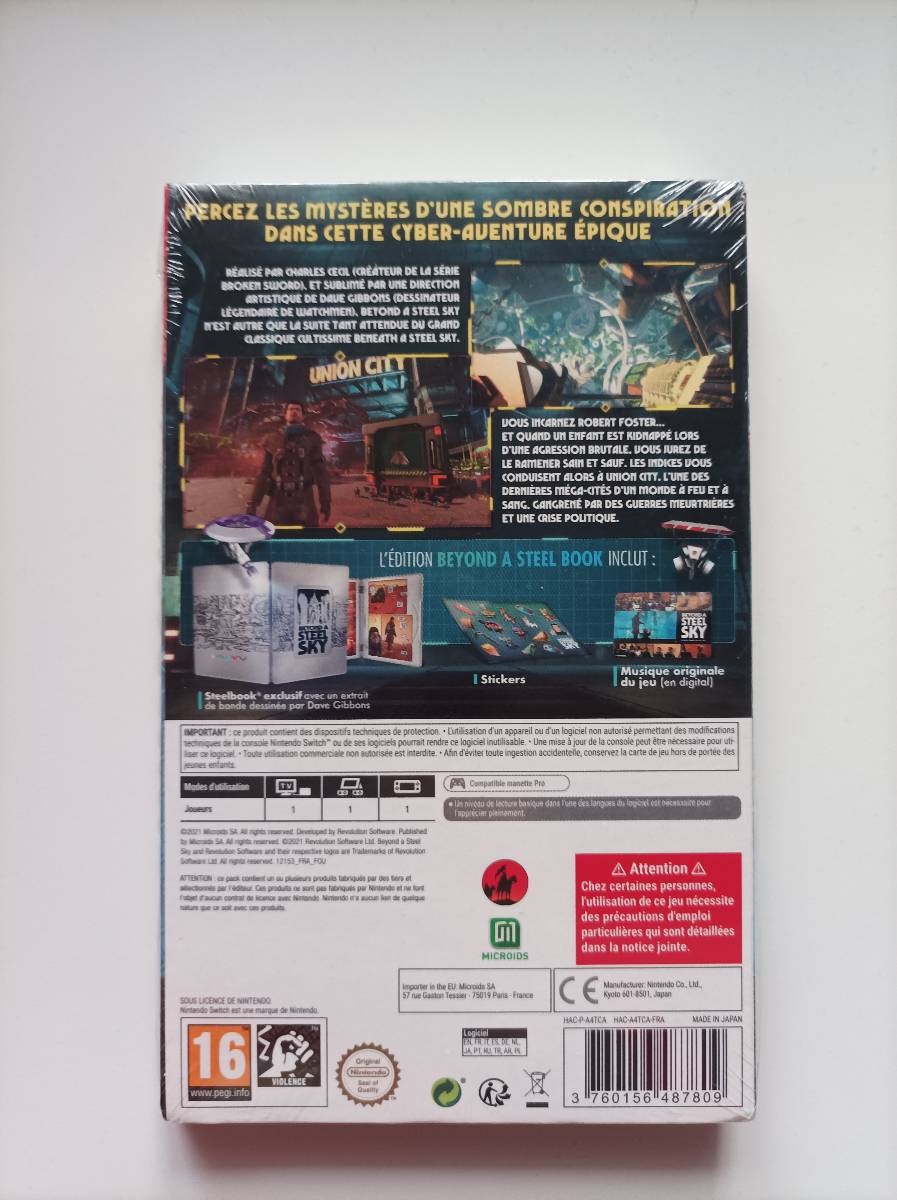 PERCEZ LES MYSTÈRES D'UNE SOMBRE CONSPIRATION
DANS CETTE CYBER-AVENTURE ÉPIQUE
RÉALISÉ PAR CHARLES CECIL (CRÉATEUR DE LA SÉRIE
BROKEN SWORD), ET SUBLIMÉ PAR UNE DIRECTION
ARTISTIQUE DE DAVE GIBBONS (DESSINATEUR
LÉGENDAIRE DE WATCHMEN), BEYOND A STEEL SKY
N'EST AUTRE QUE LA SUITE TANT ATTENDUE DU GRAND
CLASSIQUE CULTISSIME BENEATH A STEEL SKY.
UNION CITY
VOUS INCARNEZ ROBERT FOSTER...
ET QUAND UN ENFANT EST KIDNAPPÉ LORS
D'UNE AGRESSION BRUTALE, VOUS JUREZ DE
LE RAMENER SAIN ET SAUF. LES INDICES VOUS
CONDUISENT ALORS À UNION CITY, L'UNE DES
DERNIÈRES MÉGA-CITÉS D'UN MONDE À FEU ET À
SANG, GANGRENÉ PAR DES GUERRES MEURTRIÈRES
ET UNE CRISE POLITIQUE.
L'ÉDITION BEYOND A STEEL BOOK INCLUT :
BEYOND A
STEEL
SKY
BEYOND A
STEEL
SKY
Steelbook® exclusif avec un extrait
de bande dessinée par Dave Gibbons
Stickers
Musique originale
du jeu (en digital)
IMPORTANT : ce produit contient des dispositifs techniques de protection. • L'utilisation d'un appareil ou d'un logiciel non autorisé permettant des modifications
techniques de la console Nintendo Switch™ ou de ses logiciels pourrait rendre ce logiciel inutilisable. • Une mise à jour de la console peut être nécessaire pour uti-
liser ce logiciel. • Toute utilisation commerciale non autorisée est interdite. • Afin d'éviter toute ingestion accidentelle, conservez la carte de jeu hors de portée des
jeunes enfants.
Modes d'utilisation
TV
Joueurs 1 1 1
Compatible manette Pro
• Un niveau de lecture basique dans l'une des langues du logiciel est nécessaire pour
l'apprécier pleinement.
©2021 Microids SA. All rights reserved. Developed by Revolution Software. Published
by Microids SA. All rights reserved. ©2021 Revolution Software Ltd. Beyond a Steel
Sky and Revolution Software and their respective logos are Trademarks of Revolution
Software Ltd. All rights reserved. 12153_FRA_FOU
ATTENTION : ce pack contient un ou plusieurs produits fabriqués par des tiers et
sélectionnés par l'éditeur. Ces produits ne sont pas fabriqués par Nintendo et ne font
l'objet d'aucun contrat de licence avec Nintendo. Nintendo n'a aucun lien de quelque
nature que ce soit avec ces produits.
MICROIDS
⚠ Attention ⚠
Chez certaines personnes,
l'utilisation de ce jeu nécessite
des précautions d'emploi
particulières qui sont détaillées
dans la notice jointe.
Importer in the EU: Microids SA
57 rue Gaston Tessier - 75019 Paris - France
CE
Manufacturer: Nintendo Co., Ltd.,
Kyoto 601-8501, Japan
SOUS LICENCE DE NINTENDO.
Nintendo Switch est une marque de Nintendo.
HAC-P-A4TCA HAC-A4TCA-FRA MADE IN JAPAN
16
www.pegi.info
VIOLENCE
Original
Nintendo
Seal of
Quality
Logiciel
EN, FR, IT, ES, DE, NL,
JA, PT, RU, TR, AR, PL
3 760156 487809